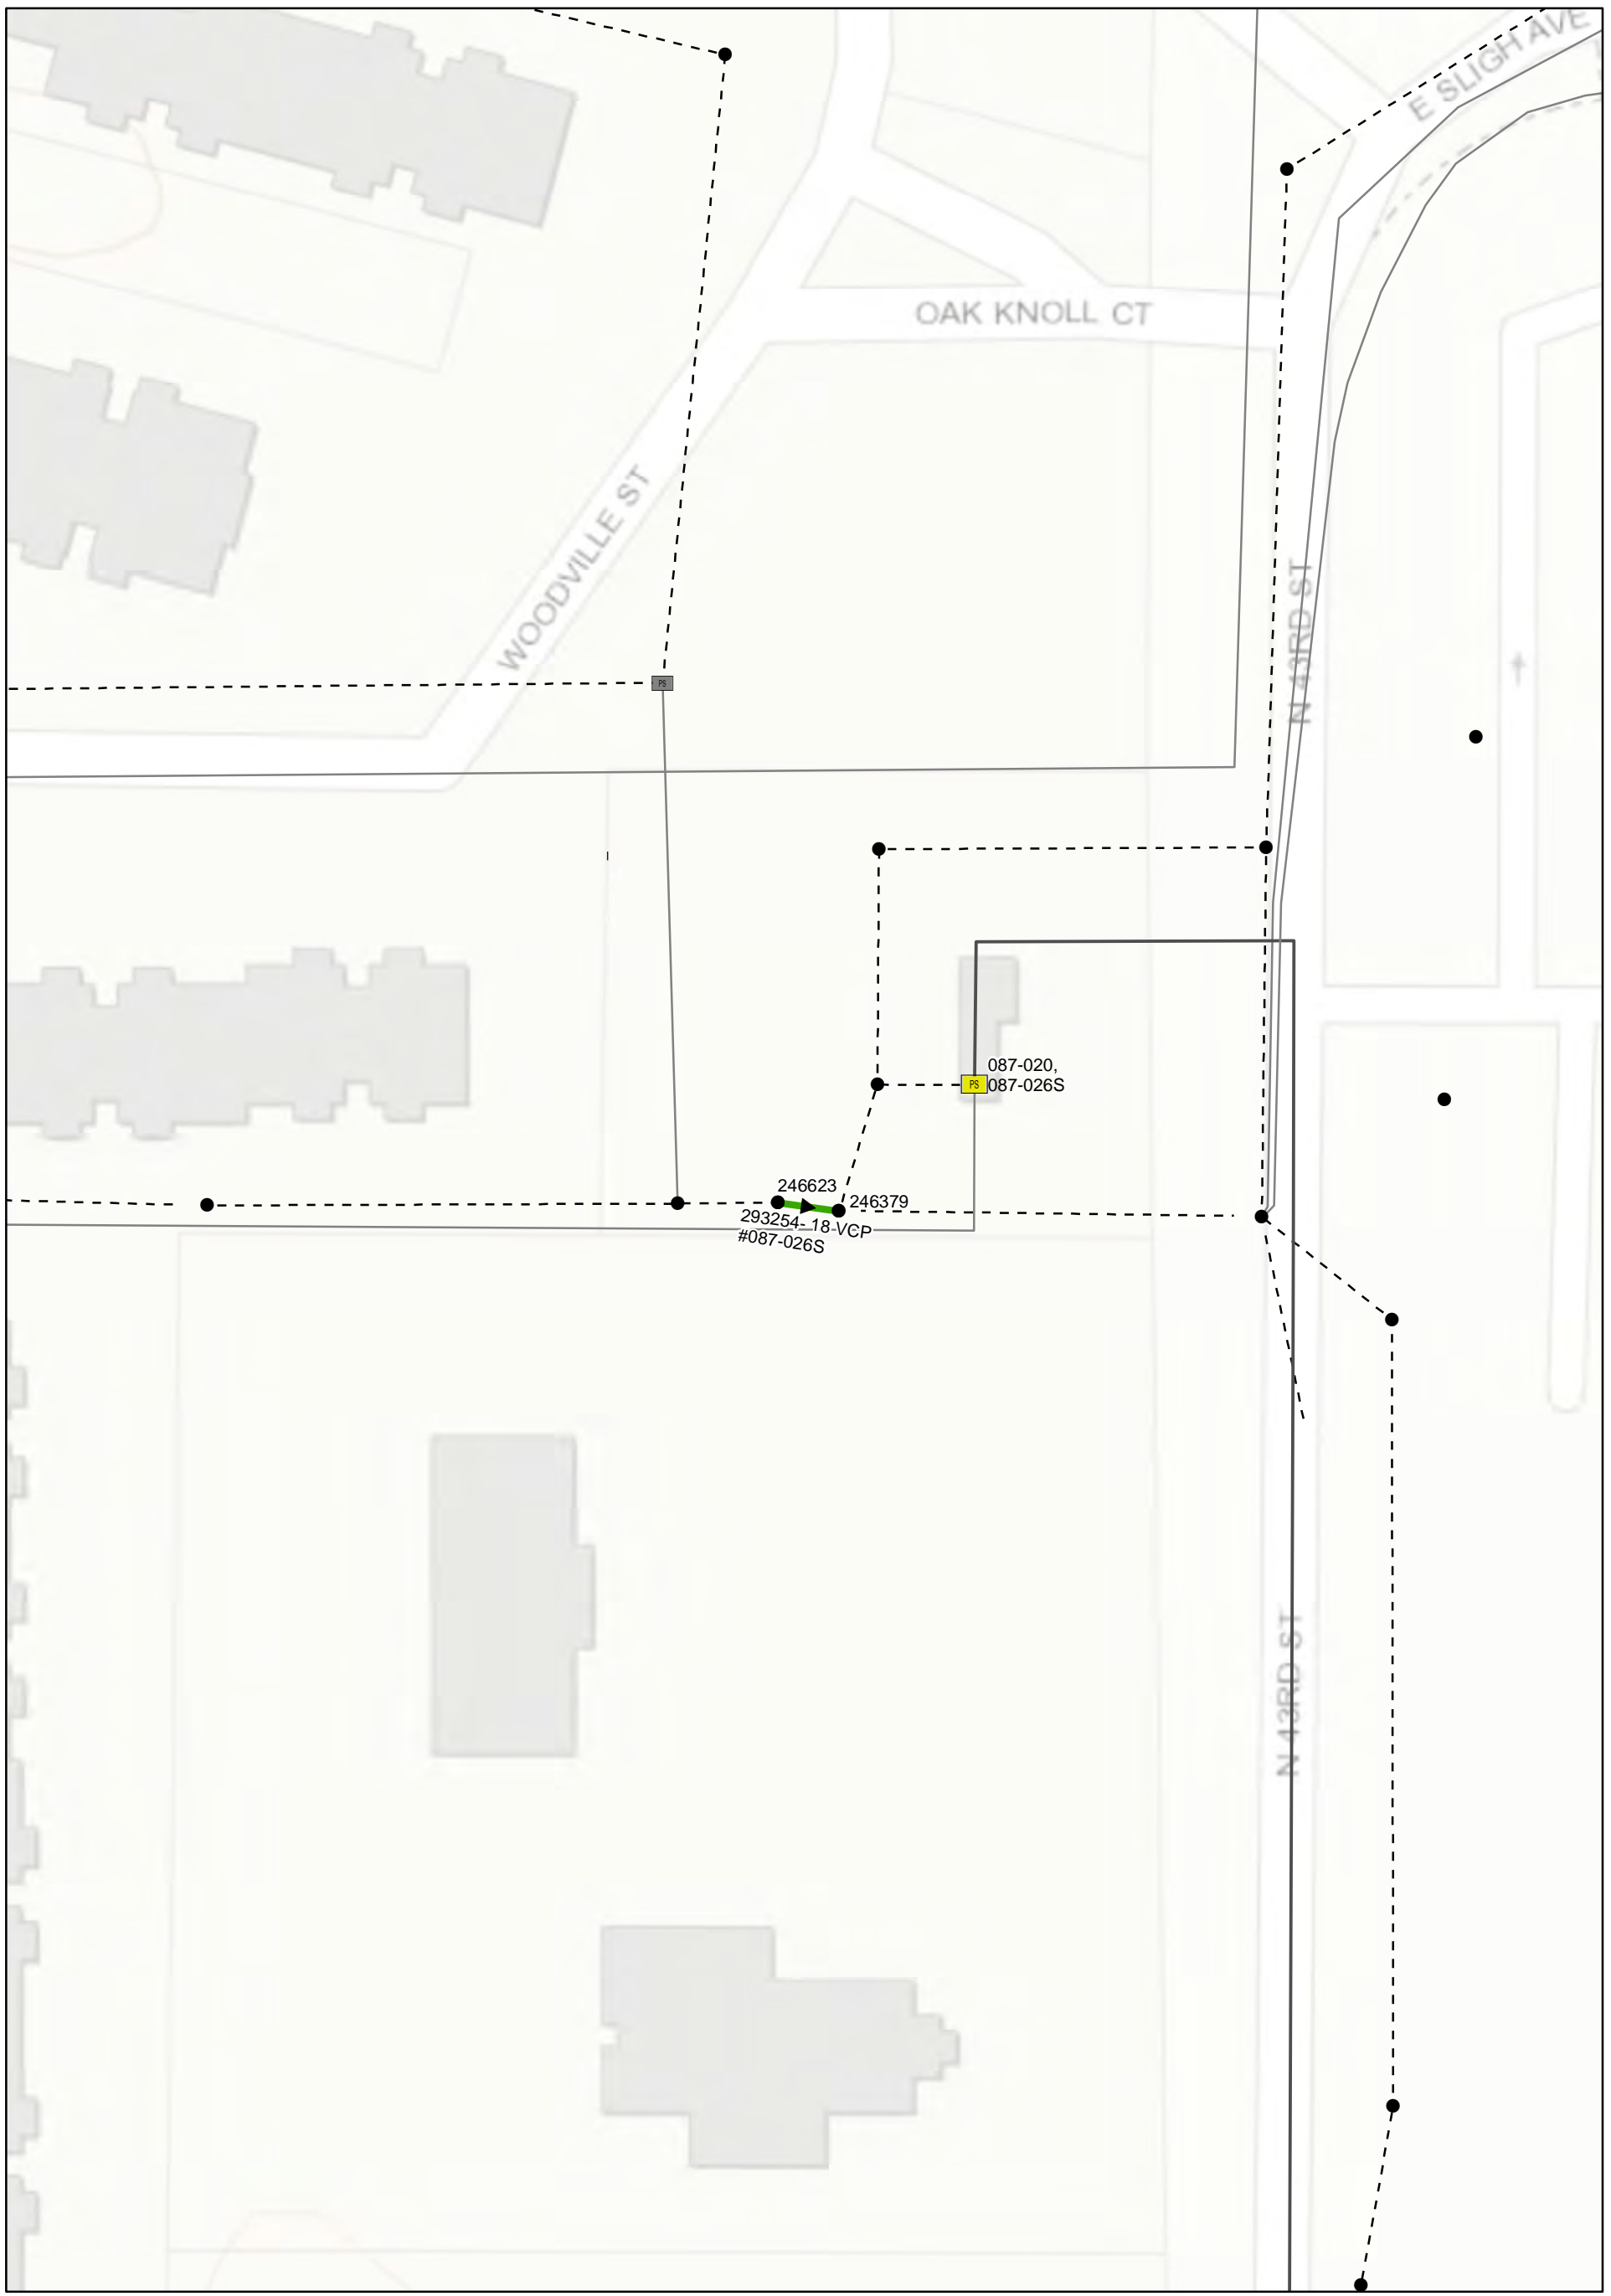 E SLIGH AVE
OAK KNOLL CT
WOODVILLE ST
N 43RD ST
PS
087-020,
PS
087-026S
246623
246379
293254- 18 VCP
#087-026S
N 43RD ST